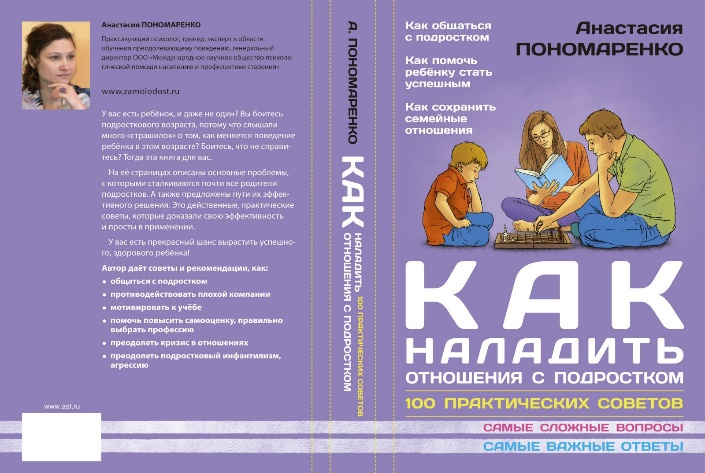 Анастасия ПОНОМАРЕНКО
Практикующий психолог, тренер, эксперт в области
обучения преодолевающему поведению, генеральный
директор ООО «Международное научное общество психоло-
гической помощи населению и профилактики старения»
www.zamolodost.ru
У вас есть ребёнок, и даже не один? Вы боитесь
подросткового возраста, потому что слышали
много «страшилок» о том, как меняется поведение
ребёнка в этом возрасте? Боитесь, что не справи-
тесь? Тогда эта книга для вас.
На её страницах описаны основные проблемы,
с которыми сталкиваются почти все родители
подростков. А также предложены пути их эффек-
тивного решения. Это действенные, практические
советы, которые доказали свою эффективность
и просты в применении.
У вас есть прекрасный шанс вырастить успешно-
го, здорового ребёнка!
Автор даёт советы и рекомендации, как:
• общаться с подростком
• противодействовать плохой компании
• мотивировать к учёбе
• помочь повысить самооценку, правильно
выбрать профессию
• преодолеть кризис в отношениях
• преодолеть подростковый инфантилизм,
агрессию
www.ast.ru
А. ПОНОМАРЕНКО
КАК
НАЛАДИТЬ
ОТНОШЕНИЯ С ПОДРОСТКОМ
100 ПРАКТИЧЕСКИХ СОВЕТОВ
Как общаться
с подростком
Как помочь
ребёнку стать
успешным
Как сохранить
семейные
отношения
Анастасия
ПОНОМАРЕНКО
КАК
НАЛАДИТЬ
ОТНОШЕНИЯ С ПОДРОСТКОМ
100 ПРАКТИЧЕСКИХ СОВЕТОВ
САМЫЕ СЛОЖНЫЕ ВОПРОСЫ
САМЫЕ ВАЖНЫЕ ОТВЕТЫ